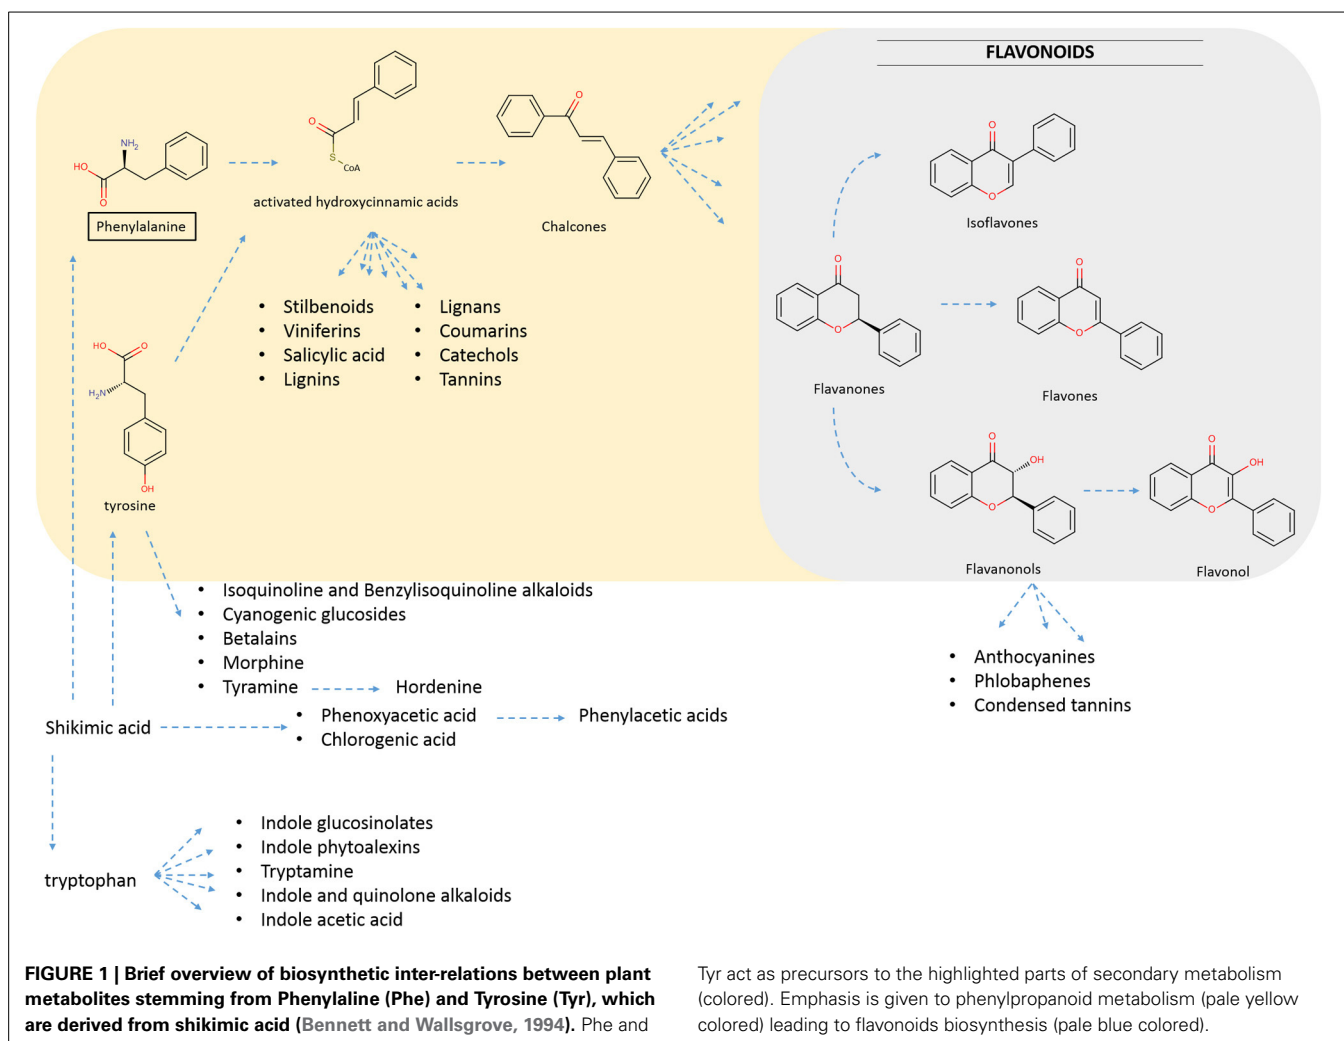 FLAVONOIDS
NH2
HO
O
Phenylalanine
O
S
CoA
activated hydroxycinnamic acids
O
Chalcones
O
O
Isoflavones
O
O
Flavanones
O
O
Flavones
O
OH
O
Flavanonols
O
OH
O
Flavonol
• Stilbenoids
• Viniferins
• Salicylic acid
• Lignins
• Lignans
• Coumarins
• Catechols
• Tannins
HO
O
H2N
OH
tyrosine
• Isoquinoline and Benzylisoquinoline alkaloids
• Cyanogenic glucosides
• Betalains
• Morphine
• Tyramine
Hordenine
• Anthocyanines
• Phlobaphenes
• Condensed tannins
Shikimic acid
• Phenoxyacetic acid
• Chlorogenic acid
Phenylacetic acids
tryptophan
• Indole glucosinolates
• Indole phytoalexins
• Tryptamine
• Indole and quinolone alkaloids
• Indole acetic acid
FIGURE 1 | Brief overview of biosynthetic inter-relations between plant
metabolites stemming from Phenylaline (Phe) and Tyrosine (Tyr), which
are derived from shikimic acid (Bennett and Wallsgrove, 1994). Phe and
Tyr act as precursors to the highlighted parts of secondary metabolism
(colored). Emphasis is given to phenylpropanoid metabolism (pale yellow
colored) leading to flavonoids biosynthesis (pale blue colored).